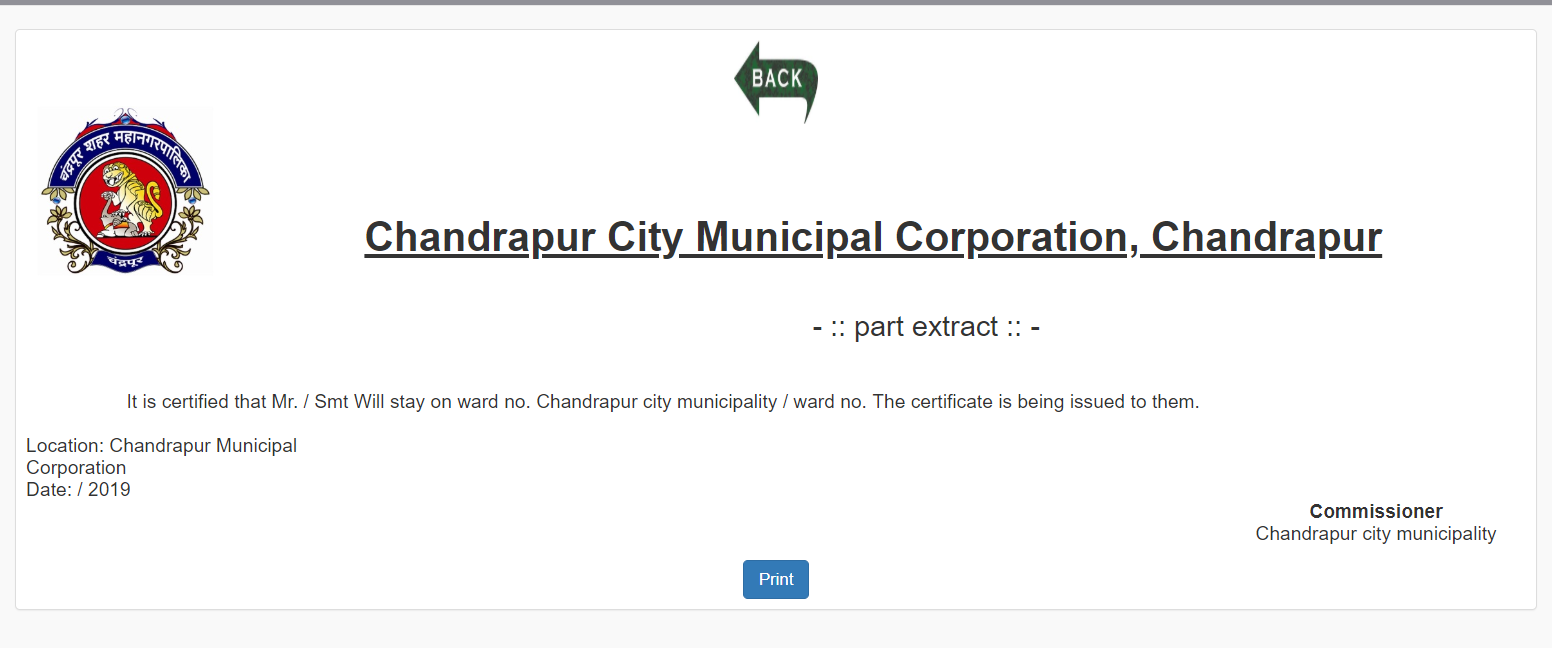 BACK
चंद्रपूर शहर महानगरपालिका
चंद्रपूर
Chandrapur City Municipal Corporation, Chandrapur
- :: part extract :: -
It is certified that Mr. / Smt Will stay on ward no. Chandrapur city municipality / ward no. The certificate is being issued to them.
Location: Chandrapur Municipal
Corporation
Date: / 2019
Commissioner
Chandrapur city municipality
Print